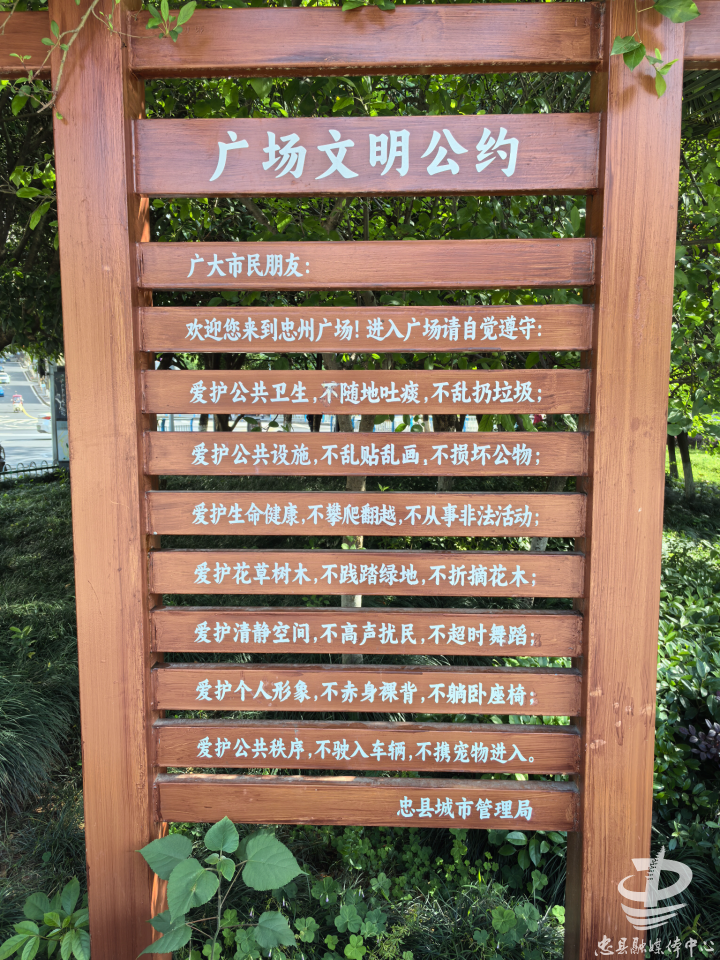 广场文明公约
广大市民朋友:
欢迎您来到忠州广场!进入广场请自觉遵守:
爱护公共卫生,不随地吐痰,不乱扔垃圾;
爱护公共设施,不乱贴乱画,不损坏公物;
爱护生命健康,不攀爬翻越,不从事非法活动;
爱护花草树木,不践踏绿地,不折摘花木;
爱护清静空间,不高声扰民,不超时舞蹈;
爱护个人形象,不赤身裸背,不躺卧座椅;
爱护公共秩序,不驶入车辆,不携宠物进入。
忠县城市管理局
忠县融媒体中心